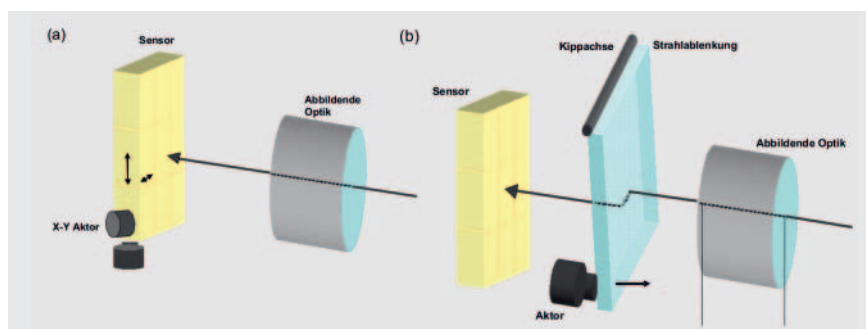 (a)
Sensor
Abbildende
Optik
X-Y Aktor
(b)
Kippachse
Strahlablenkung
Sensor
Abbildende Optik
Aktor